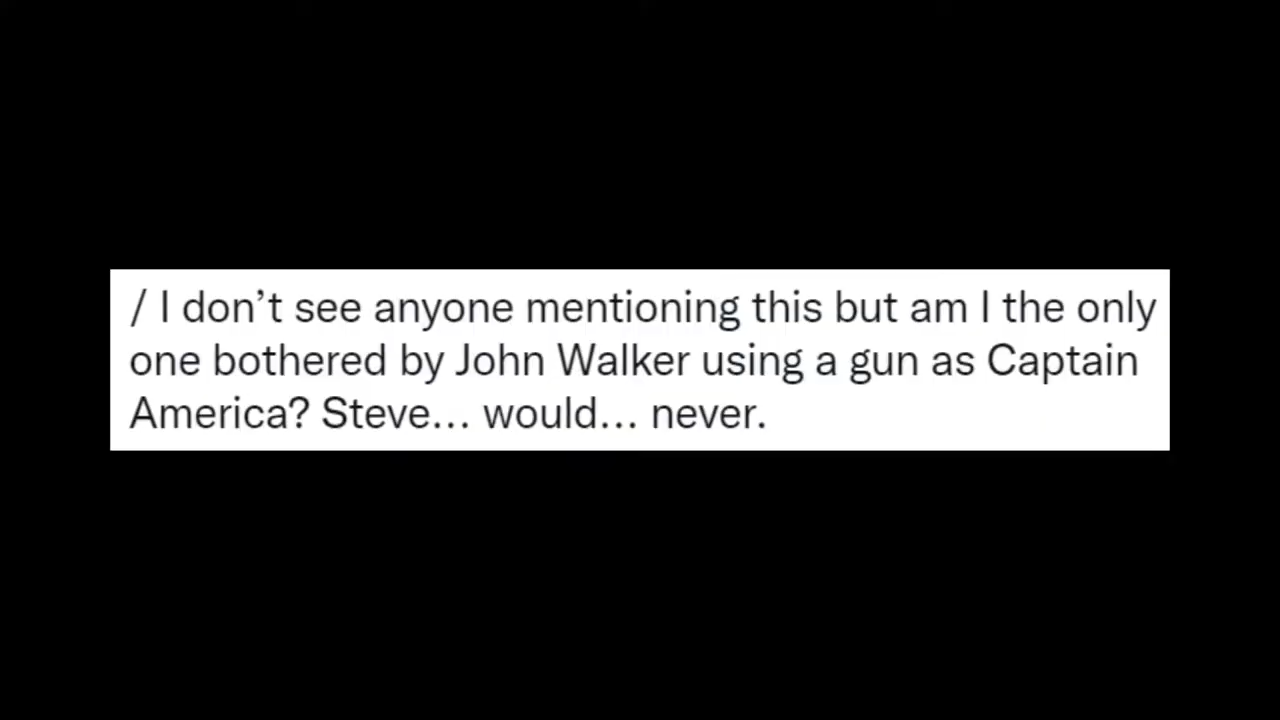 / I don’t see anyone mentioning this but am I the only
one bothered by John Walker using a gun as Captain
America? Steve... would... never.